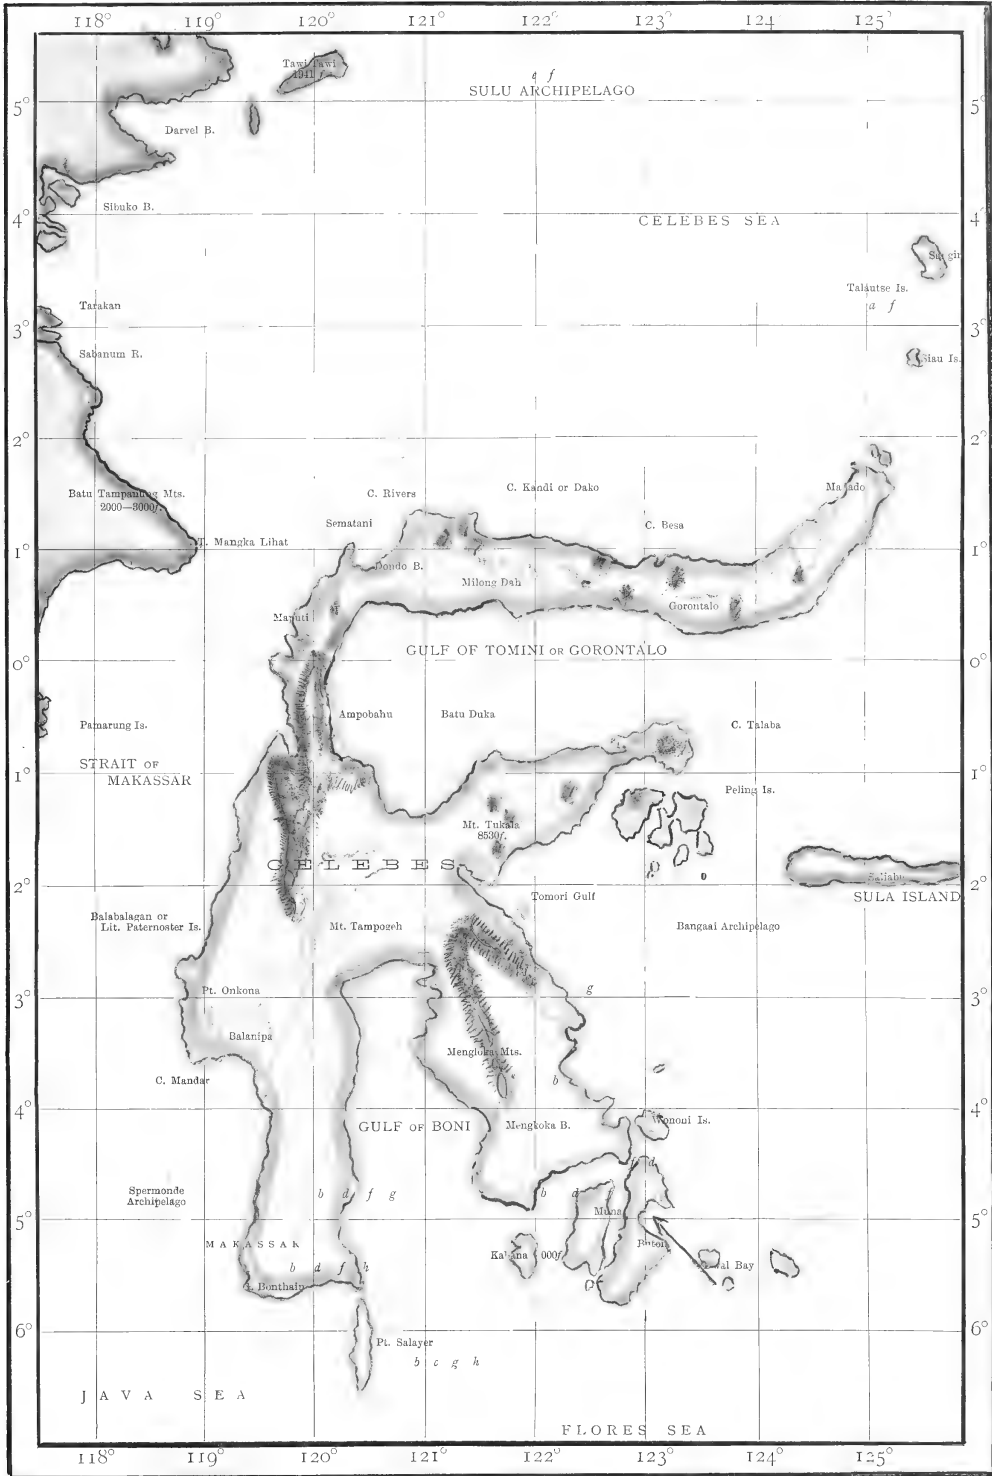 118° 119° 120° 121° 122° 123° 124 125°
Tawi Tawi
1941 f
e f
SULU ARCHIPELAGO
5° 5°
Darvel B.
Sibuko B.
4° 4°
CELEBES SEA
Talautse Is.
a f
Tarakan
3° 3°
Sabanum R.
Siau Is.
2° 2°
Batu Tampatung Mts.
2000—3000f.
C. Rivers
C. Kandi or Dako
Sematani
C. Besa
T. Mangka Lihat
1° 1°
Dondo B.
Milong Dah
Gorontalo
Maputi
GULF OF TOMINI OR GORONTALO
0° 0°
Ampobahu
Batu Duka
Pamarung Is.
C. Talaba
STRAIT OF
MAKASSAR
1° 1°
Peling Is.
Mt. Tukala
8530f.
CELEBES
2° 2°
SULA ISLAND
Tomori Gulf
Balabalagan or
Lit. Paternoster Is.
Mt. Tampogeh
Bangaai Archipelago
Pt. Onkona
g
3° 3°
Balanipa
Mengloka Mts.
C. Mandar
b
4° 4°
GULF OF BONI
Mengkoka B.
Wonoui Is.
f d
Spermonde
Archipelago
b d f g
b d f
Muna
5° 5°
MAKASSAR
Buton
b d f h
Bonthain
6° 6°
Pt. Salayer
b c g h
JAVA SEA
FLORES SEA
118° 119° 120° 121° 122° 123° 124° 125°